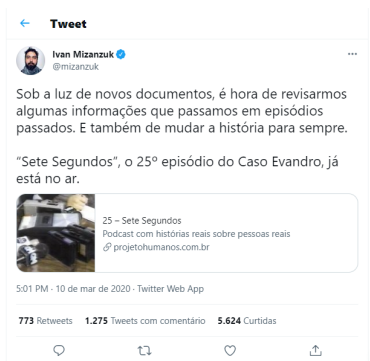 Tweet
Ivan Mizanzuk
@mizanzuk
Sob a luz de novos documentos, é hora de revisarmos
algumas informações que passamos em episódios
passados. E também de mudar a história para sempre.
“Sete Segundos”, o 25º episódio do Caso Evandro, já
está no ar.
25 – Sete Segundos
Podcast com histórias reais sobre pessoas reais
projetohumanos.com.br
5:01 PM · 10 de mar de 2020 · Twitter Web App
773 Retweets 1.275 Tweets com comentário 5.624 Curtidas